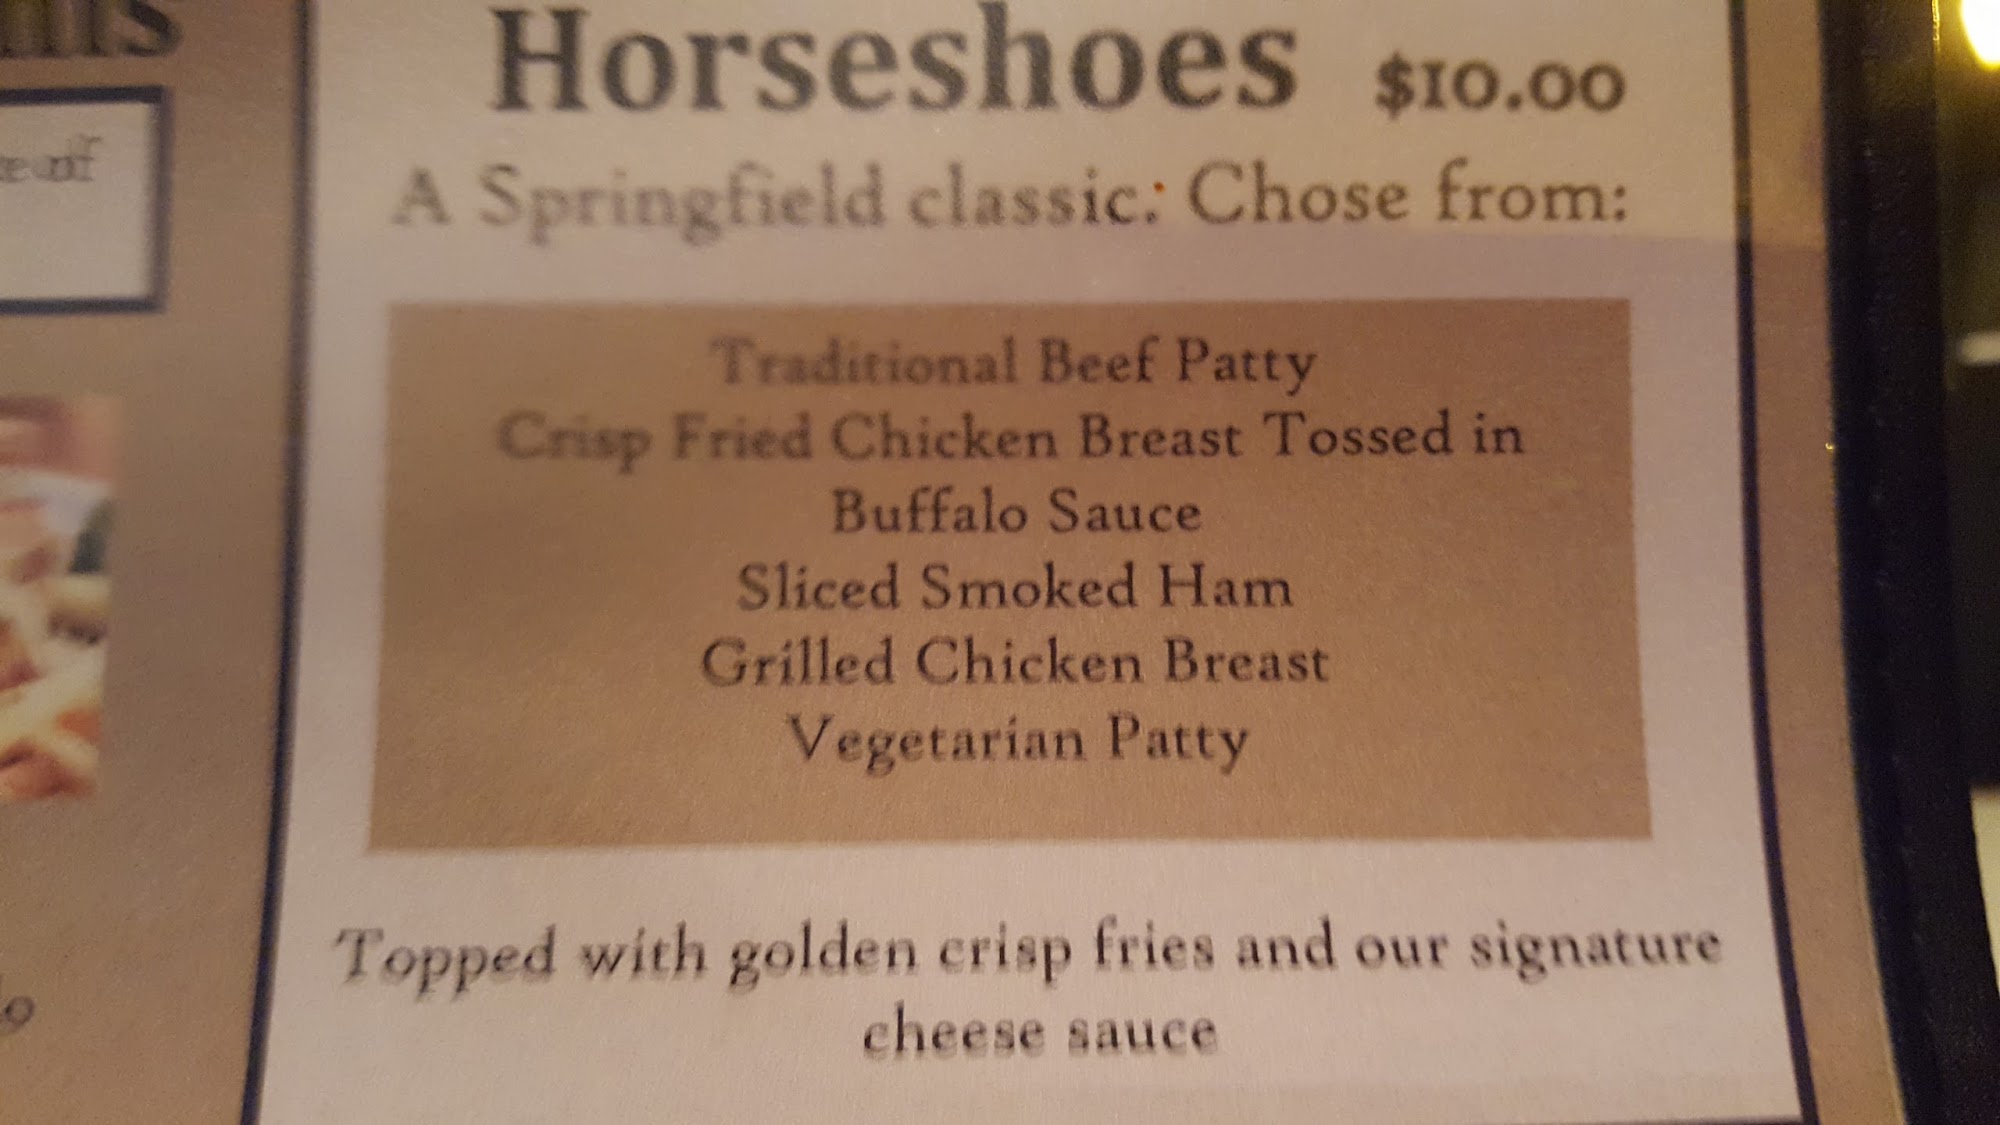 Horseshoes $10.00
A Springfield classic. Chose from:
Traditional Beef Patty
Crisp Fried Chicken Breast Tossed in
Buffalo Sauce
Sliced Smoked Ham
Grilled Chicken Breast
Vegetarian Patty
Topped with golden crisp fries and our signature
cheese sauce